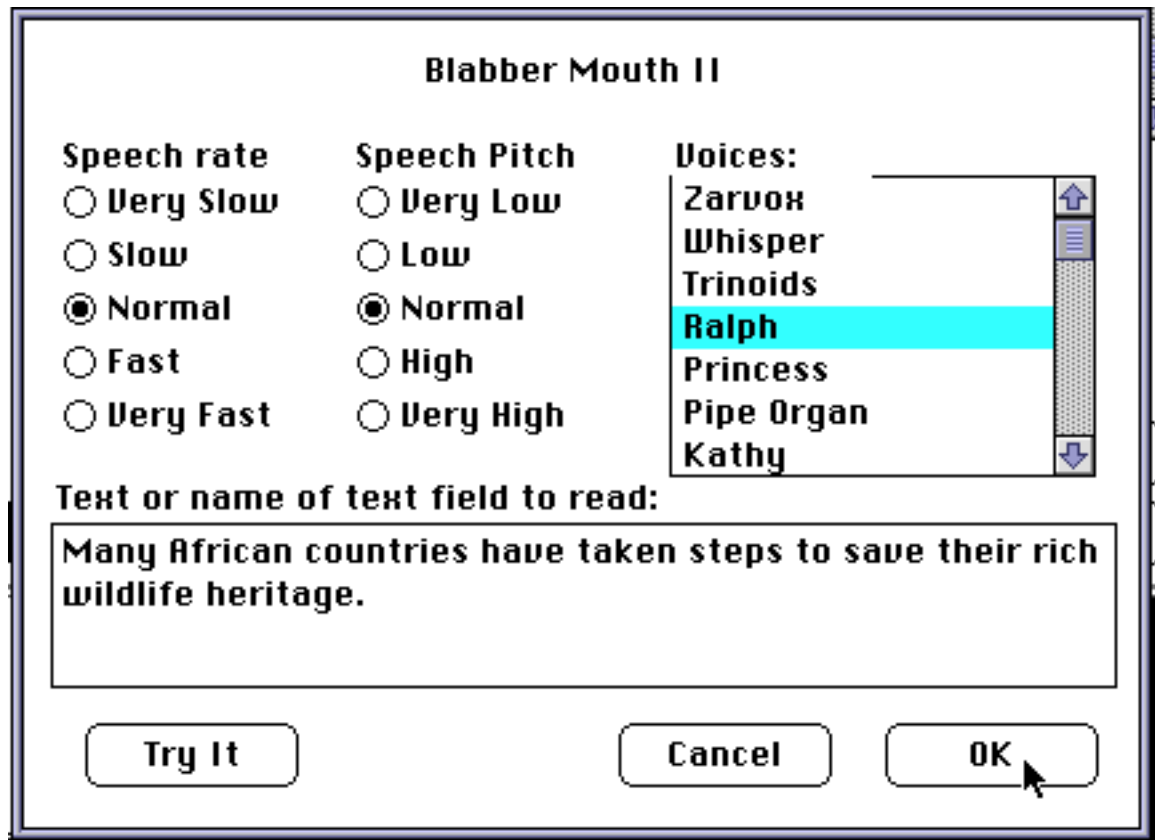 Blabber Mouth II
Speech rate
Very Slow
Slow
Normal
Fast
Very Fast
Speech Pitch
Very Low
Low
Normal
High
Very High
Voices:
Zarvox
Whisper
Trinoids
Ralph
Princess
Pipe Organ
Kathy
Text or name of text field to read:
Many African countries have taken steps to save their rich
wildlife heritage.
Try It
Cancel
OK